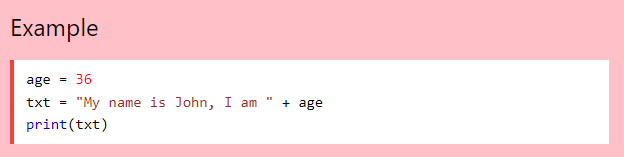 Example
age = 36
txt = "My name is John, I am " + age
print(txt)